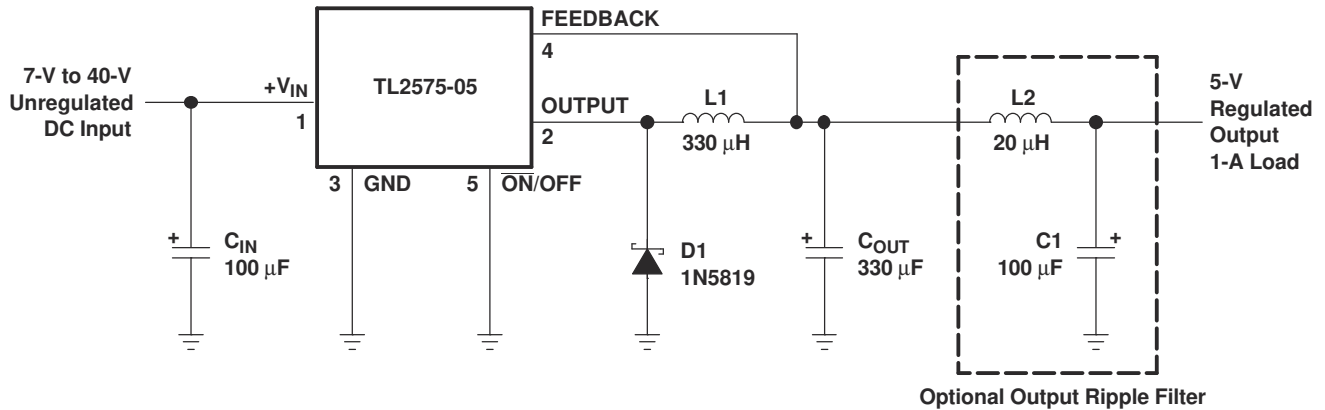 FEEDBACK
4
7-V to 40-V
Unregulated
DC Input
+VIN
1
TL2575-05
OUTPUT
2
L1
330 μH
L2
20 μH
5-V
Regulated
Output
1-A Load
3 GND
5 ON/OFF
+ CIN
100 μF
D1
1N5819
+ COUT
330 μF
C1 +
100 μF
Optional Output Ripple Filter